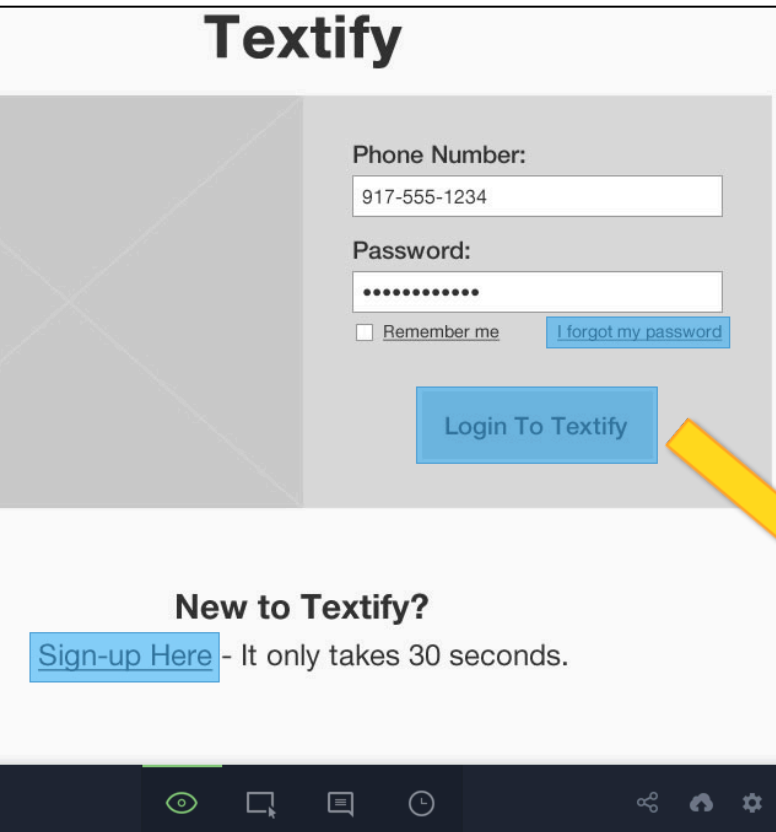 Textify
Phone Number:
917-555-1234
Password:
••••••••••••
Remember me I forgot my password
Login To Textify
New to Textify?
Sign-up Here - It only takes 30 seconds.